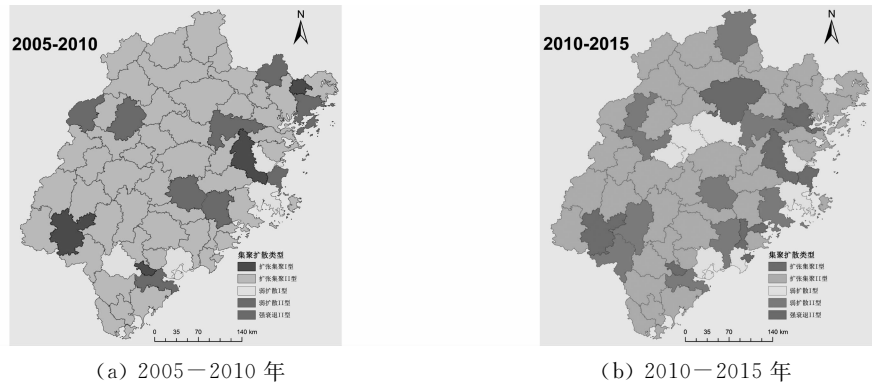 N
2005-2010
集聚扩散类型
扩张集聚I型
扩张集聚II型
弱扩散I型
弱扩散II型
强衰退II型
0 35 70 140 km
(a) 2005-2010 年
N
2010-2015
集聚扩散类型
扩张集聚I型
扩张集聚II型
弱扩散I型
弱扩散II型
强衰退II型
0 35 70 140 km
(b) 2010-2015 年